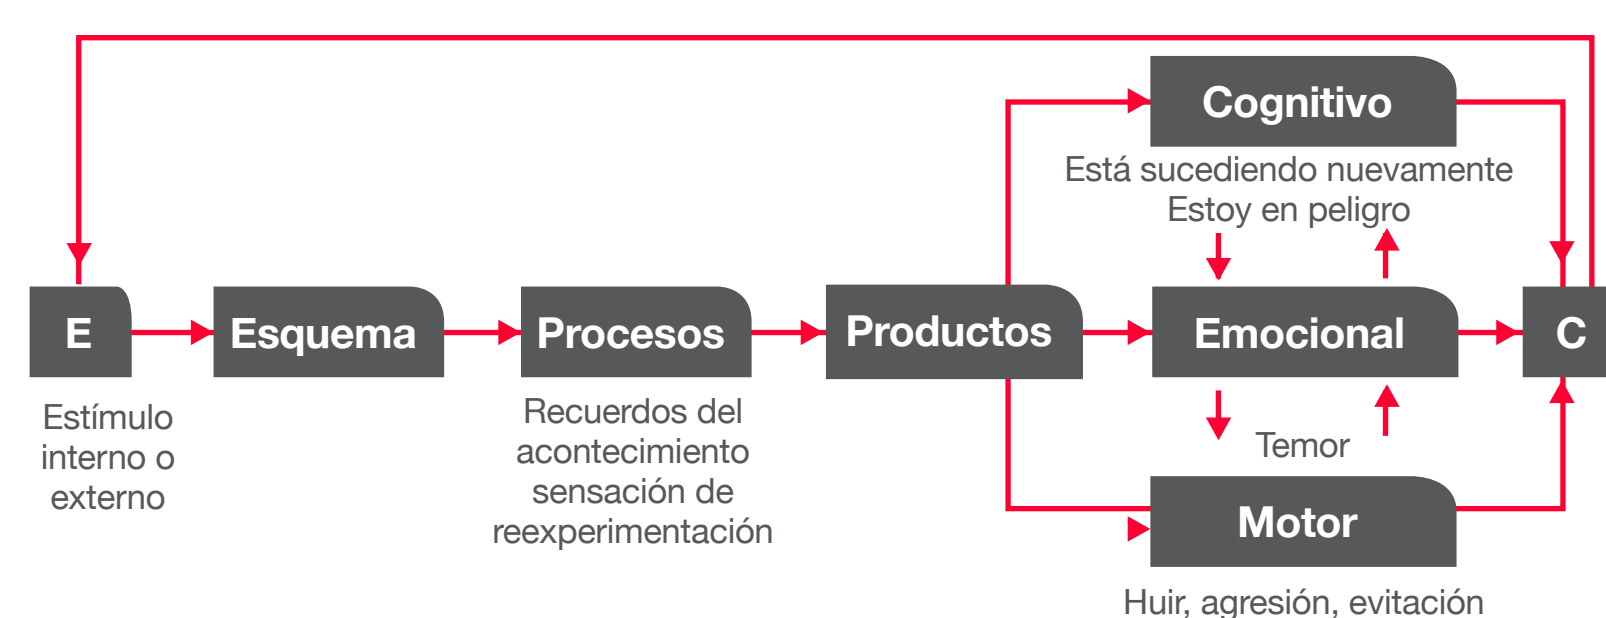 Cognitivo
Está sucediendo nuevamente
Estoy en peligro
E
Esquema
Procesos
Productos
Emocional
C
Estímulo
interno o
externo
Recuerdos del
acontecimiento
sensación de
reexperimentación
Temor
Motor
Huir, agresión, evitación